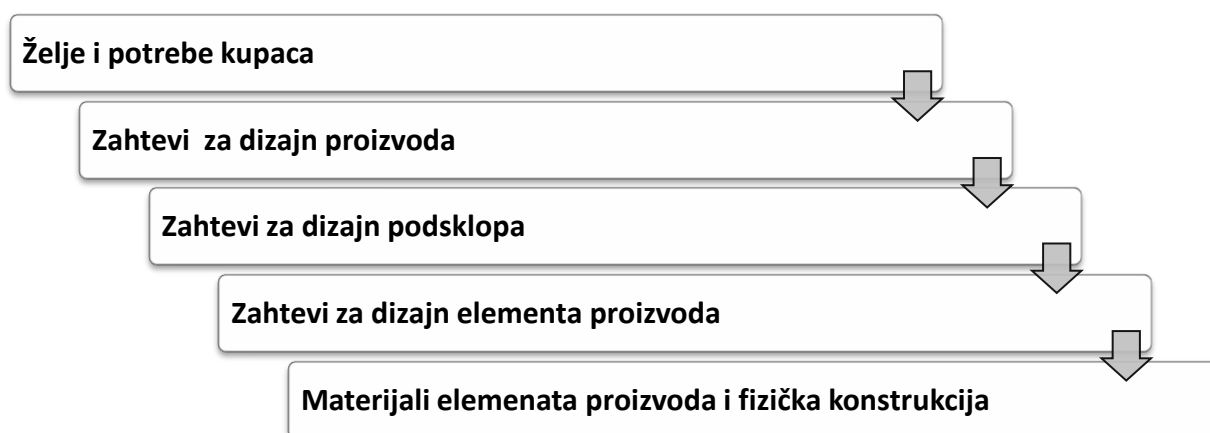 Želje i potrebe kupaca
Zahtevi za dizajn proizvoda
Zahtevi za dizajn podsklopa
Zahtevi za dizajn elementa proizvoda
Materijali elemenata proizvoda i fizička konstrukcija